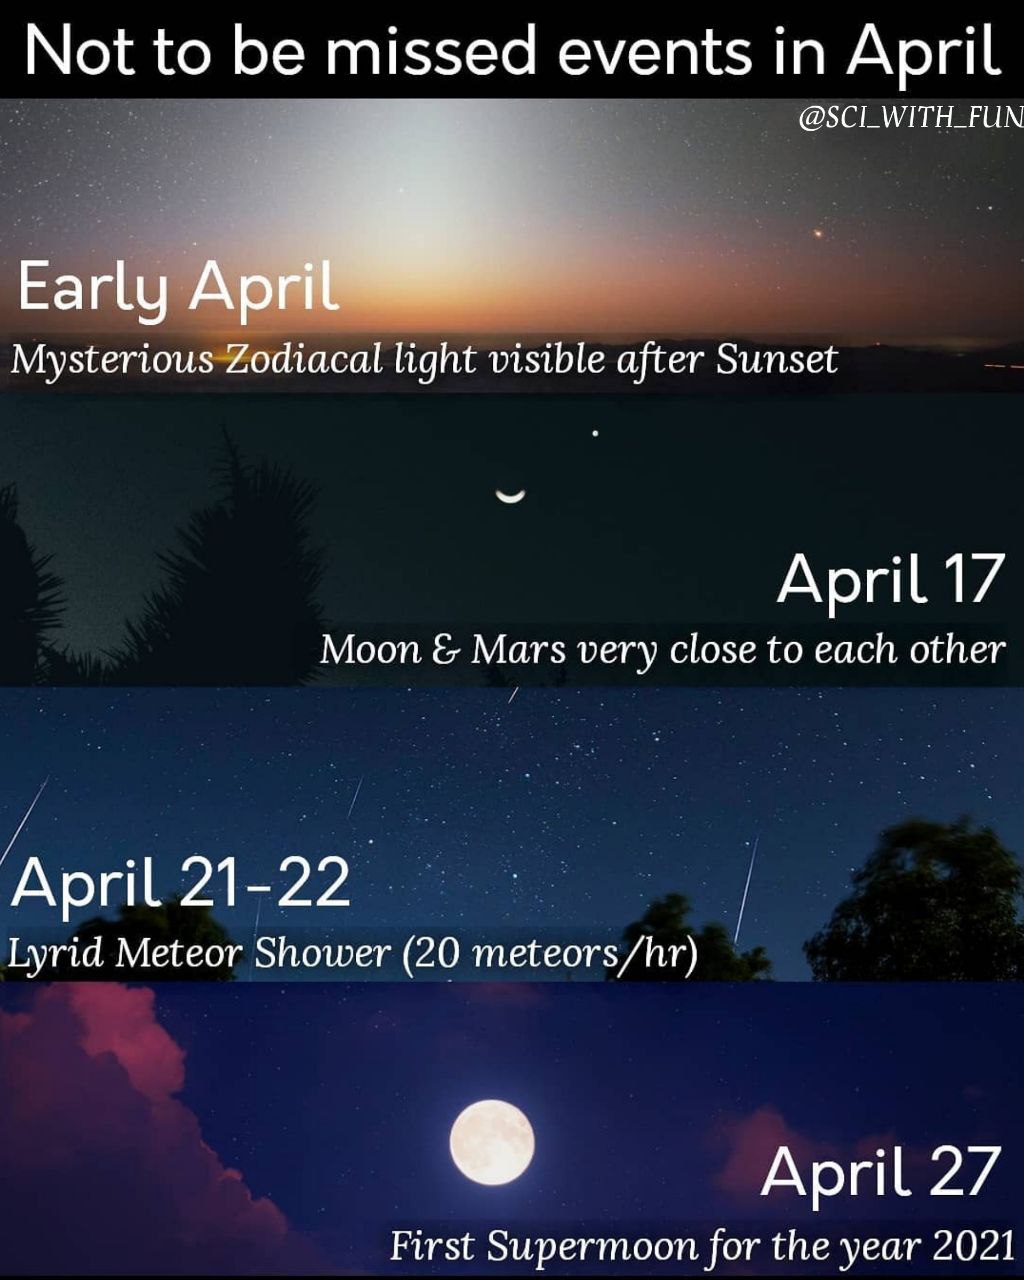 Not to be missed events in April
@SCI_WITH_FUN
Early April
Mysterious Zodiacal light visible after Sunset
April 17
Moon & Mars very close to each other
April 21-22
Lyrid Meteor Shower (20 meteors/hr)
April 27
First Supermoon for the year 2021